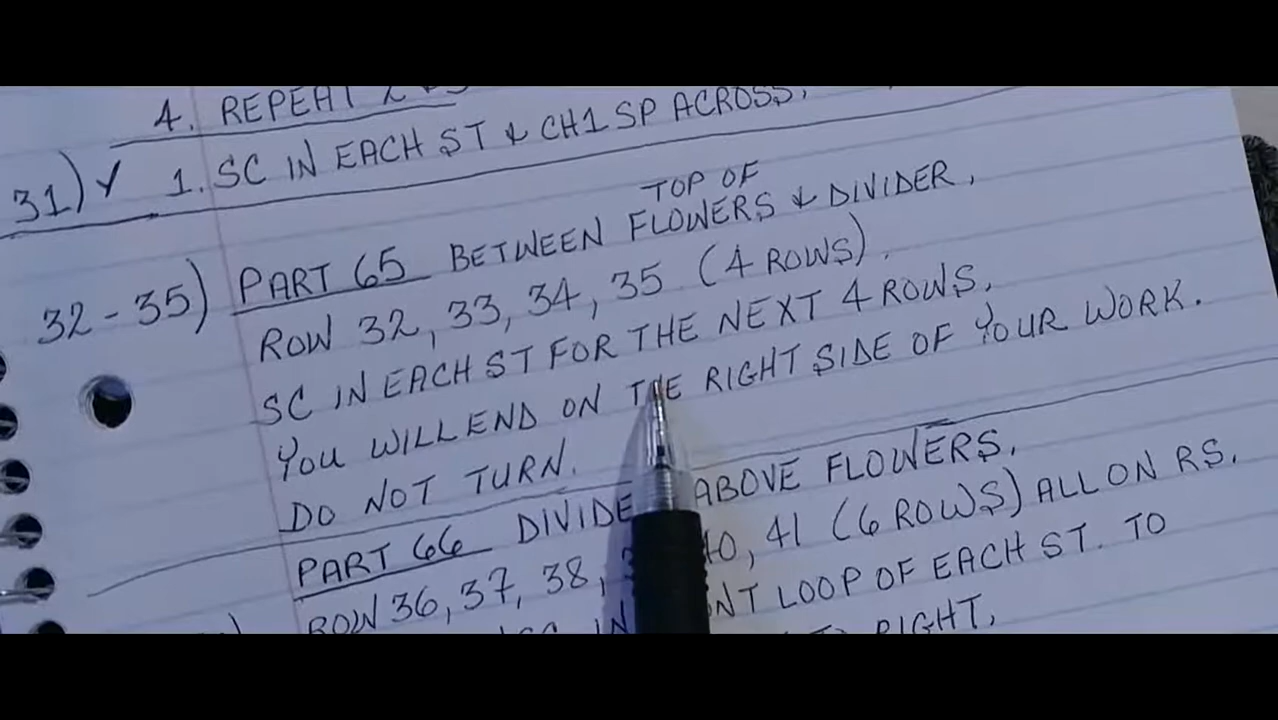 4. REPEAT 2
31) ✓ 1. SC IN EACH ST & CH1 SP ACROSS.
TOP OF
32-35) PART 65 BETWEEN FLOWERS & DIVIDER.
ROW 32, 33, 34, 35 (4 ROWS).
SC IN EACH ST FOR THE NEXT 4 ROWS.
YOU WILL END ON THE RIGHT SIDE OF YOUR WORK.
DO NOT TURN.
PART 66 ABOVE FLOWERS.
ROW 36, 37, 38, 41 (6 ROWS) ALL ON RS.
IN LOOP OF EACH ST. TO
RIGHT,